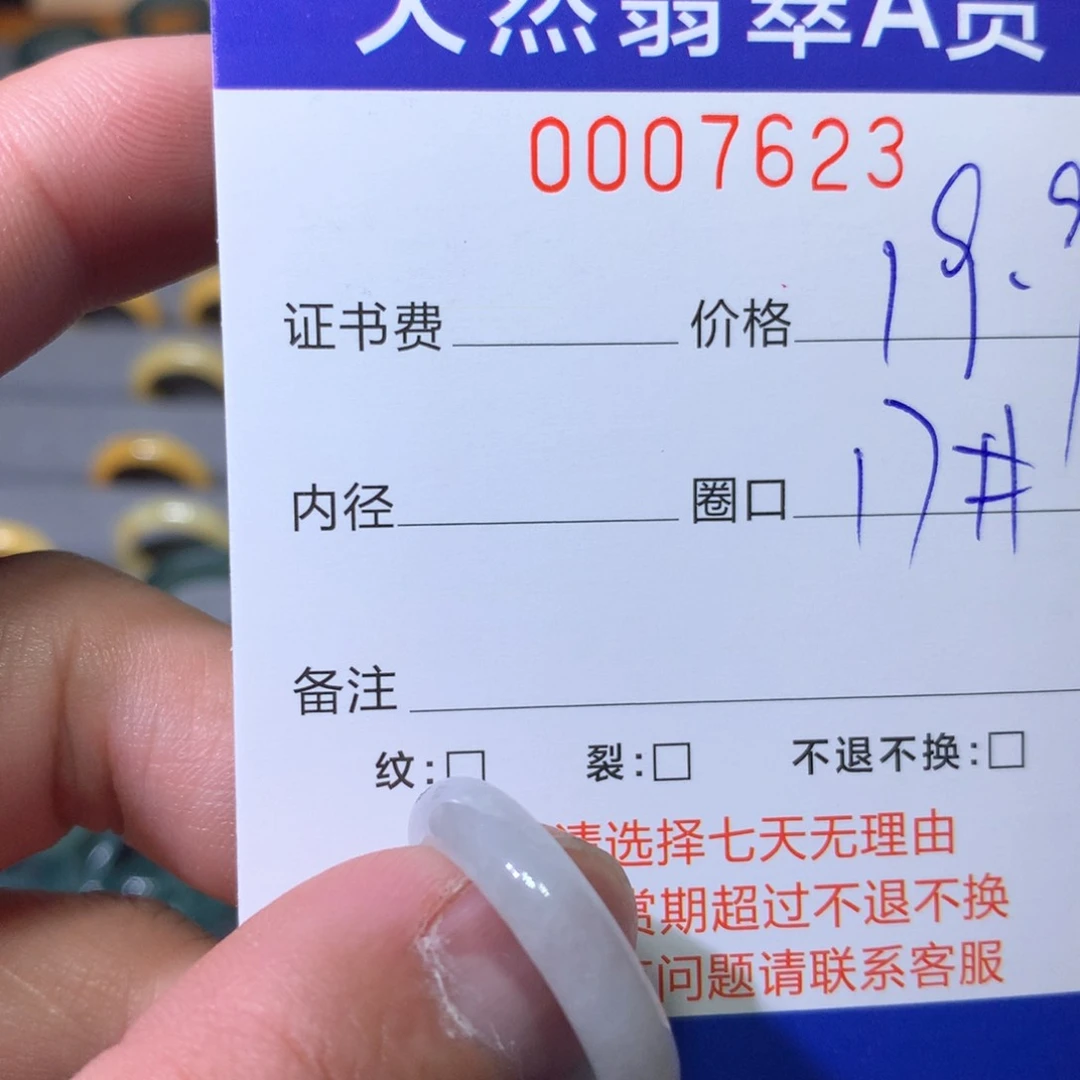 天然翡翠A货
0007623
证书费 价格 19.9
内径 圈口 17#
备注
纹:□ 裂:□ 不退不换:□
请选择七天无理由
赏期超过不退不换
问题请联系客服